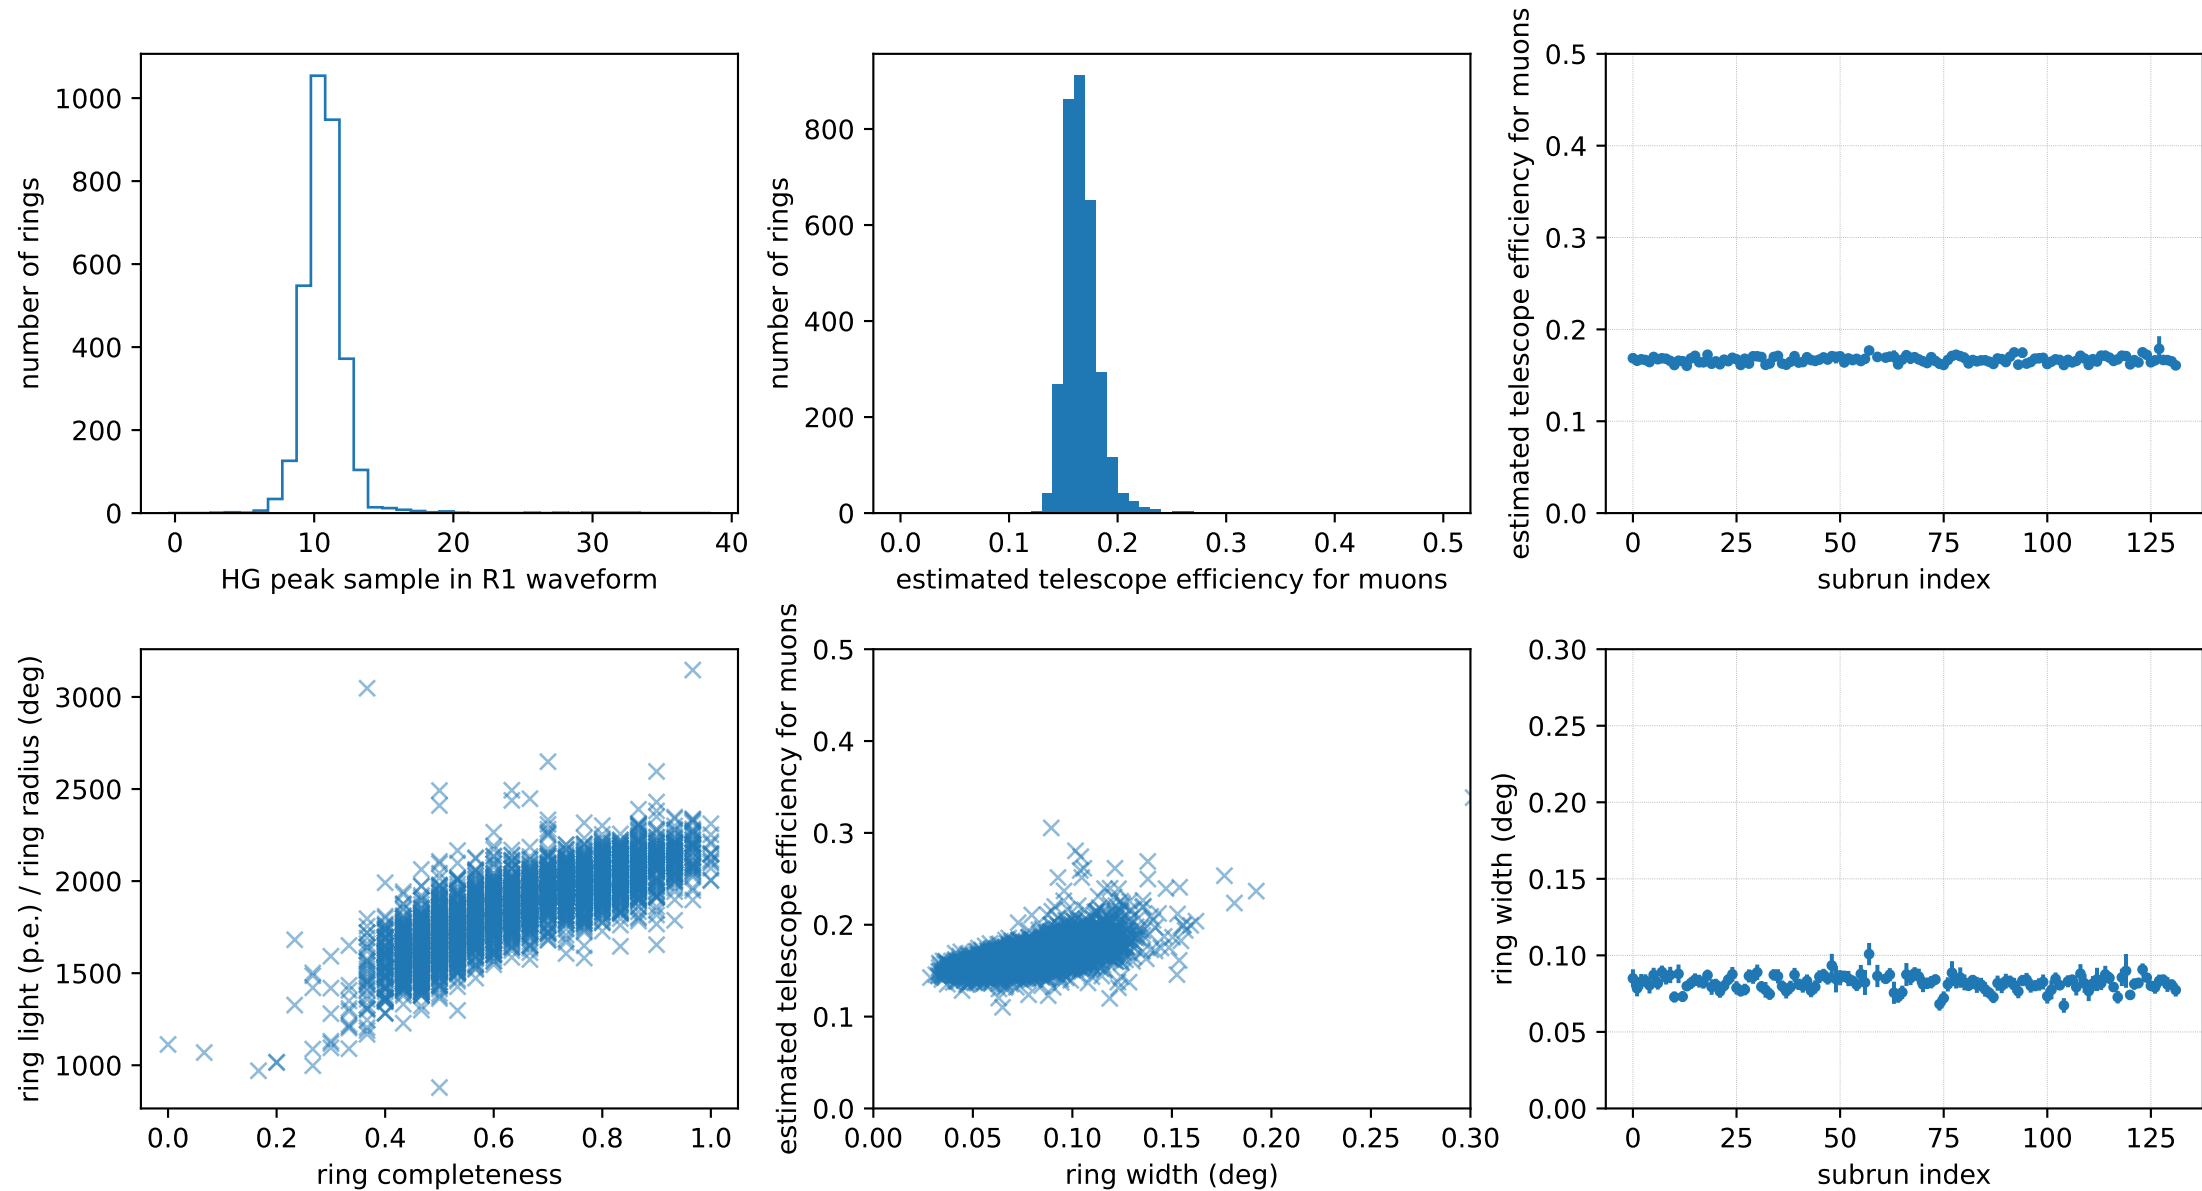 number of rings
1000
800
600
400
200
0
0 10 20 30 40
HG peak sample in R1 waveform
number of rings
800
600
400
200
0
0.0 0.1 0.2 0.3 0.4 0.5
estimated telescope efficiency for muons
estimated telescope efficiency for muons
0.5
0.4
0.3
0.2
0.1
0.0
0 25 50 75 100 125
subrun index
ring light (p.e.) / ring radius (deg)
3000
2500
2000
1500
1000
0.0 0.2 0.4 0.6 0.8 1.0
ring completeness
estimated telescope efficiency for muons
0.5
0.4
0.3
0.2
0.1
0.0
0.00 0.05 0.10 0.15 0.20 0.25 0.30
ring width (deg)
ring width (deg)
0.30
0.25
0.20
0.15
0.10
0.05
0.00
0 25 50 75 100 125
subrun index